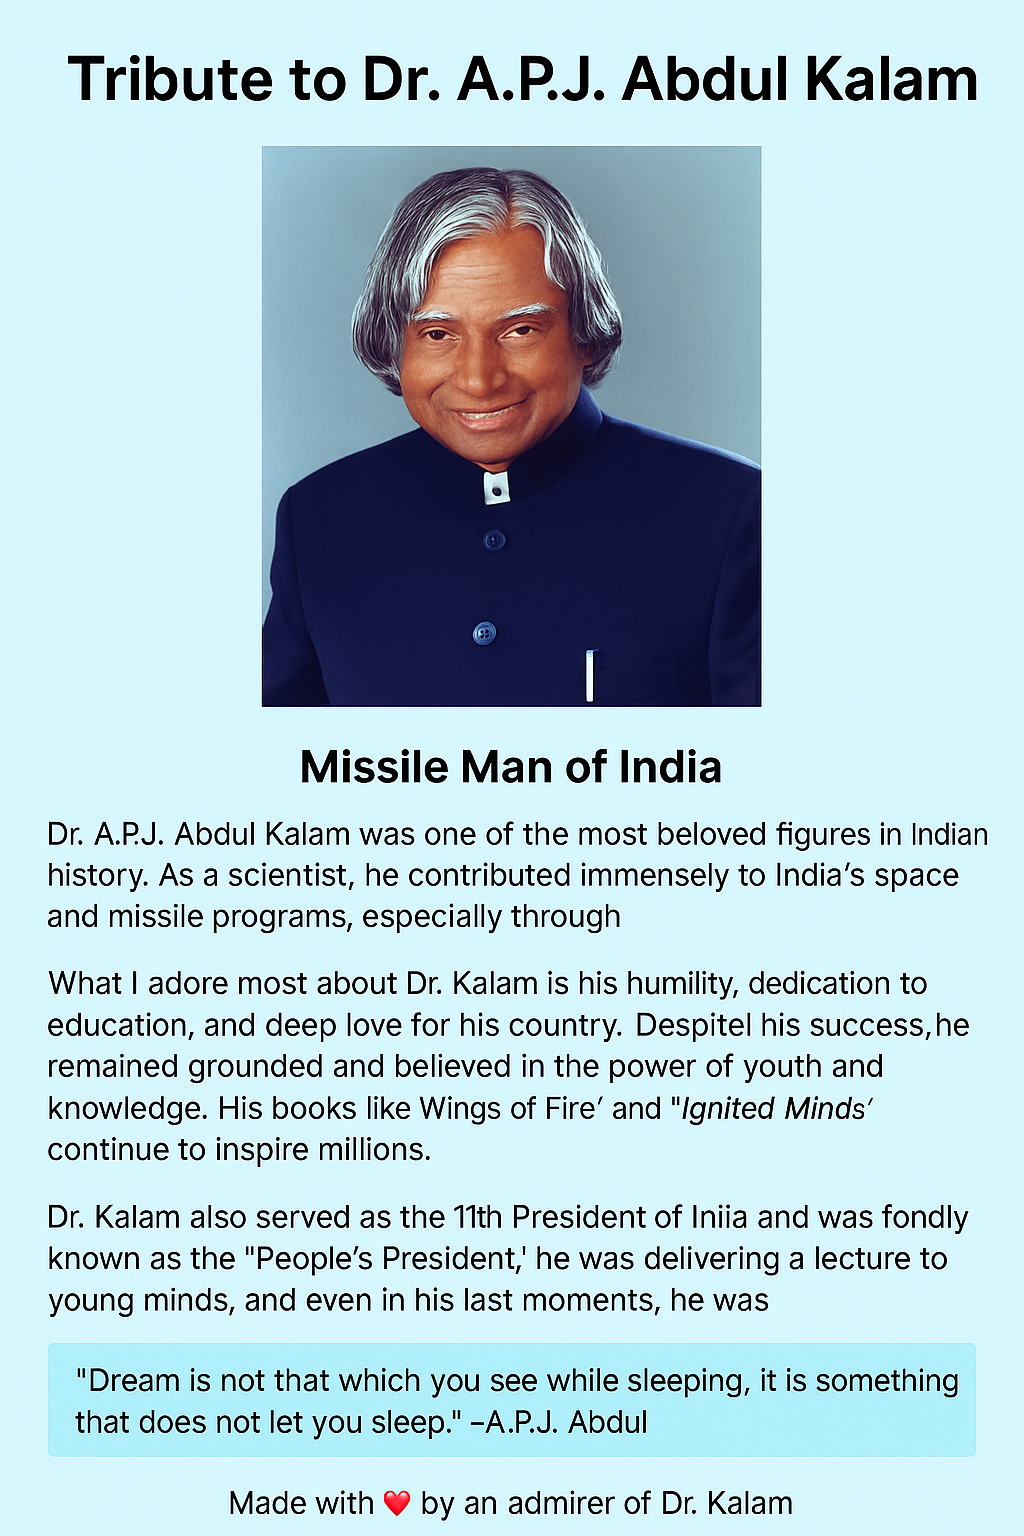 Tribute to Dr. A.P.J. Abdul Kalam
Missile Man of India
Dr. A.P.J. Abdul Kalam was one of the most beloved figures in Indian
history. As a scientist, he contributed immensely to India’s space
and missile programs, especially through
What I adore most about Dr. Kalam is his humility, dedication to
education, and deep love for his country. Despitel his success,he
remained grounded and believed in the power of youth and
knowledge. His books like Wings of Fire′ and "Ignited Minds′
continue to inspire millions.
Dr. Kalam also served as the 11th President of Iniia and was fondly
known as the "People’s President,' he was delivering a lecture to
young minds, and even in his last moments, he was
"Dream is not that which you see while sleeping, it is something
that does not let you sleep." –A.P.J. Abdul
Made with ❤️ by an admirer of Dr. Kalam